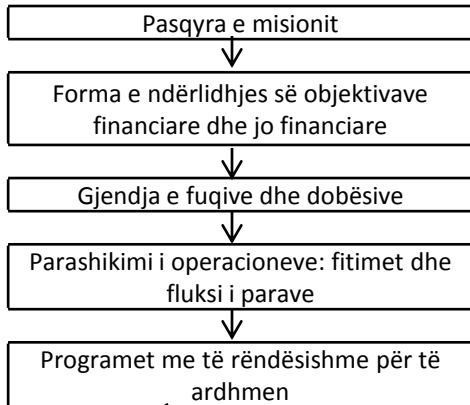 Pasqyra e misionit
Forma e ndërlidhjes së objektivave
financiare dhe jo financiare
Gjendja e fuqive dhe dobësive
Parashikimi i operacioneve: fitimet dhe
fluksi i parave
Programet me të rëndësishme për të
ardhmen